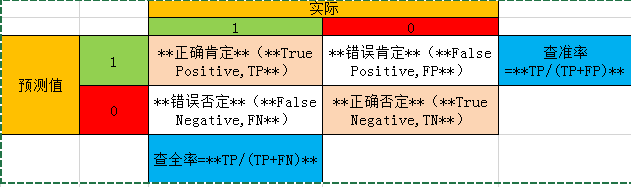 实际
1 0
**正确肯定**（**True **错误肯定**（**False 查准率
预测值 1 Positive,TP**） Positive,FP**） =**TP/(TP+FP)**
**错误否定**（**False **正确否定**（**True
0 Negative,FN**） Negative,TN**）
查全率=**TP/(TP+FN)**